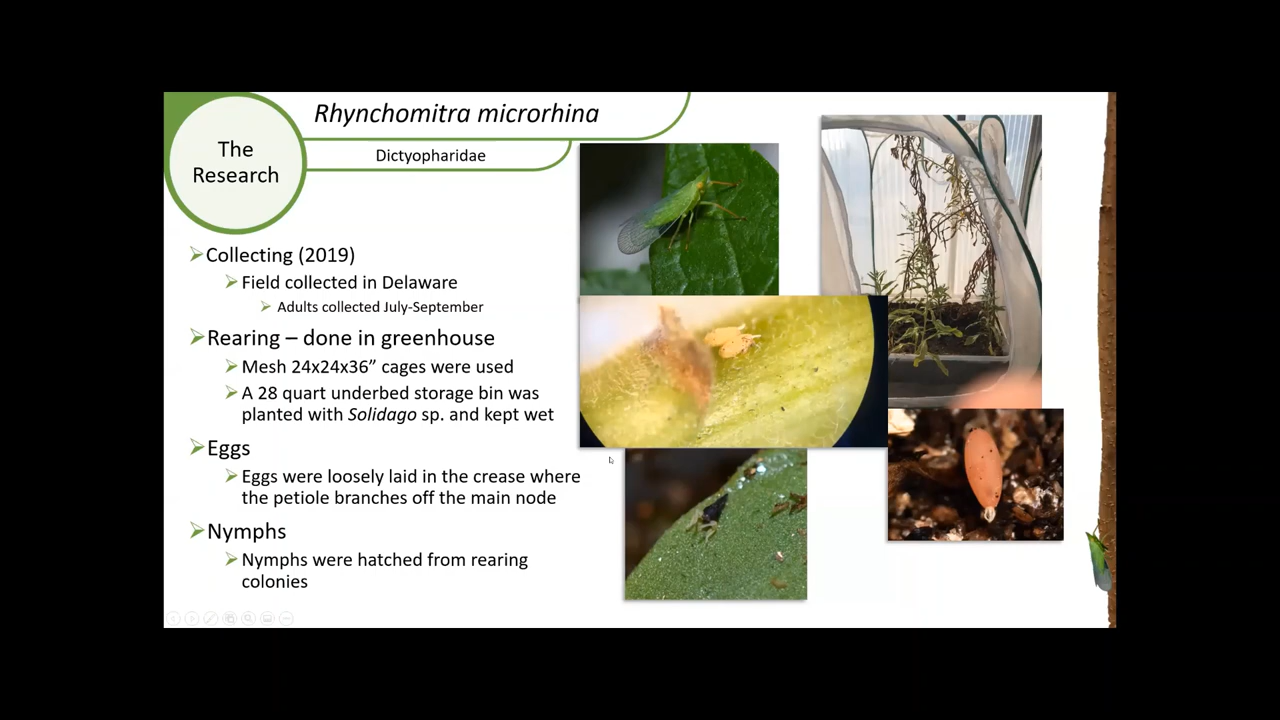 Rhynchomitra microrhina
The
Research
Dictyopharidae
Collecting (2019)
Field collected in Delaware
Adults collected July-September
Rearing – done in greenhouse
Mesh 24x24x36” cages were used
A 28 quart underbed storage bin was
planted with Solidago sp. and kept wet
Eggs
Eggs were loosely laid in the crease where
the petiole branches off the main node
Nymphs
Nymphs were hatched from rearing
colonies